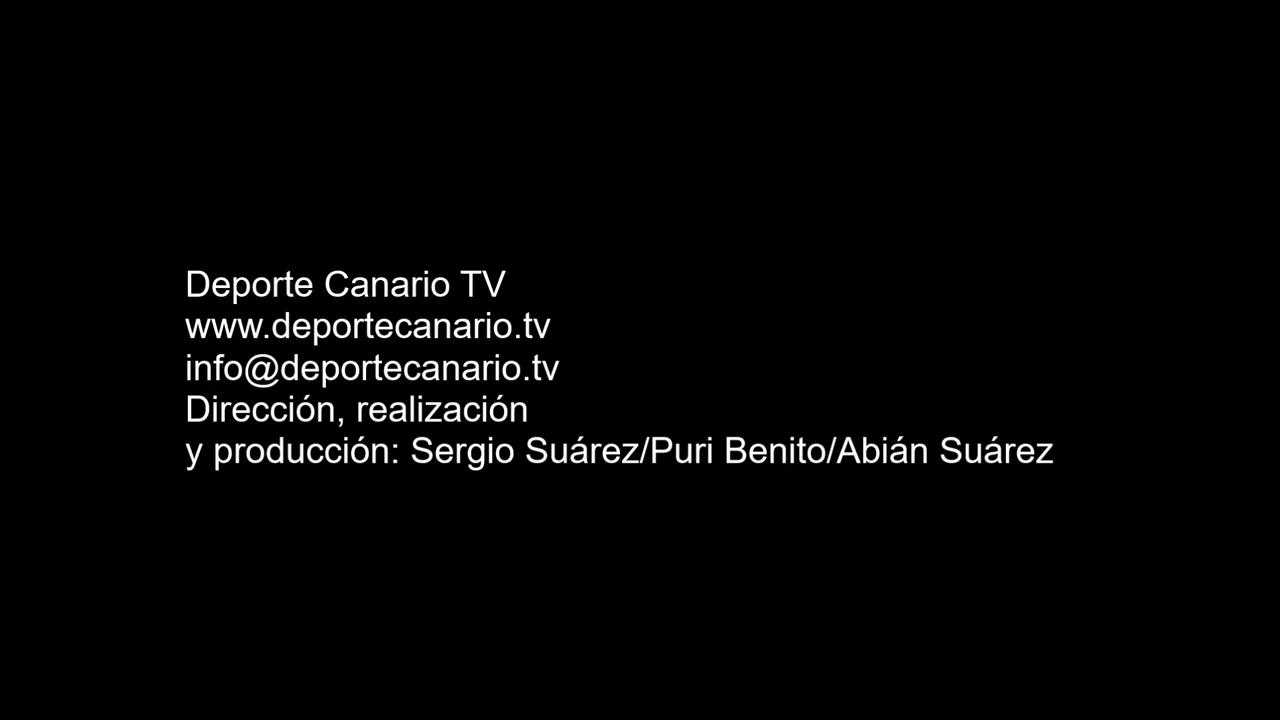 Deporte Canario TV
www.deportecanario.tv
info@deportecanario.tv
Dirección, realización
y producción: Sergio Suárez/Puri Benito/Abián Suárez